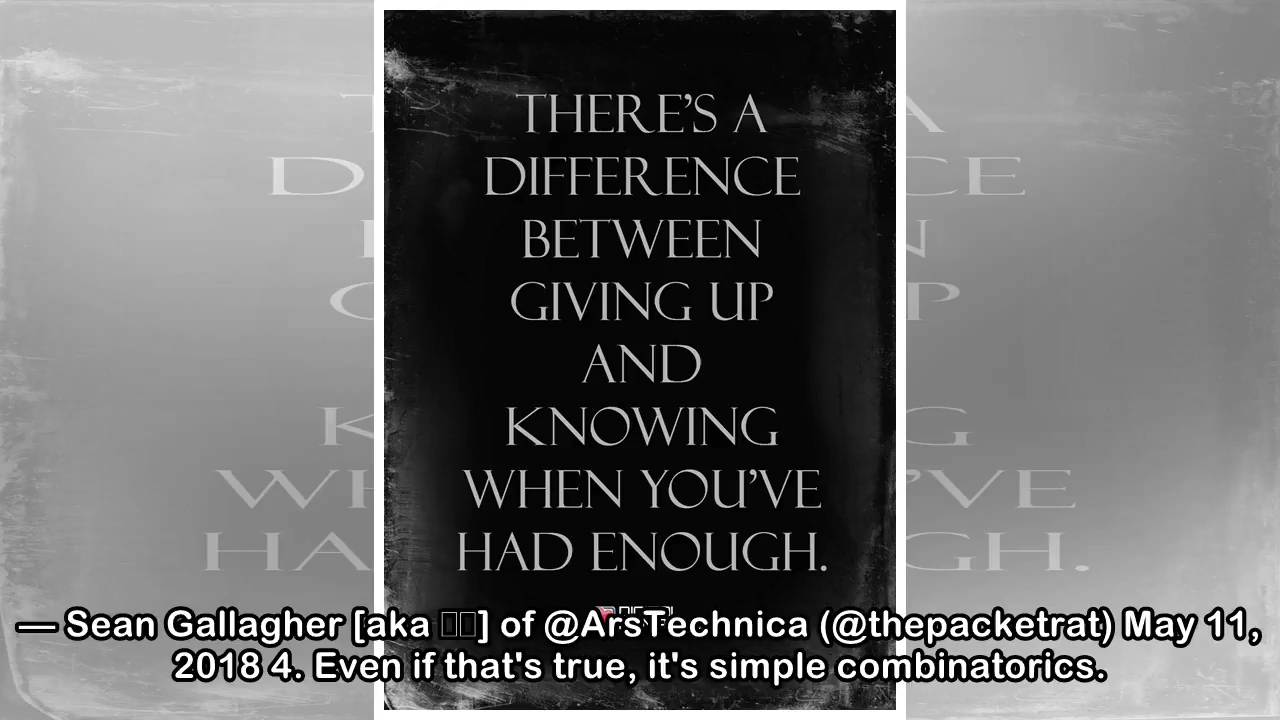 THERE'S A
DIFFERENCE
BETWEEN
GIVING UP
AND
KNOWING
WHEN YOU'VE
HAD ENOUGH.
— Sean Gallagher [aka 􀀀􀀀] of @ArsTechnica (@thepacketrat) May 11,
2018 4. Even if that's true, it's simple combinatorics.